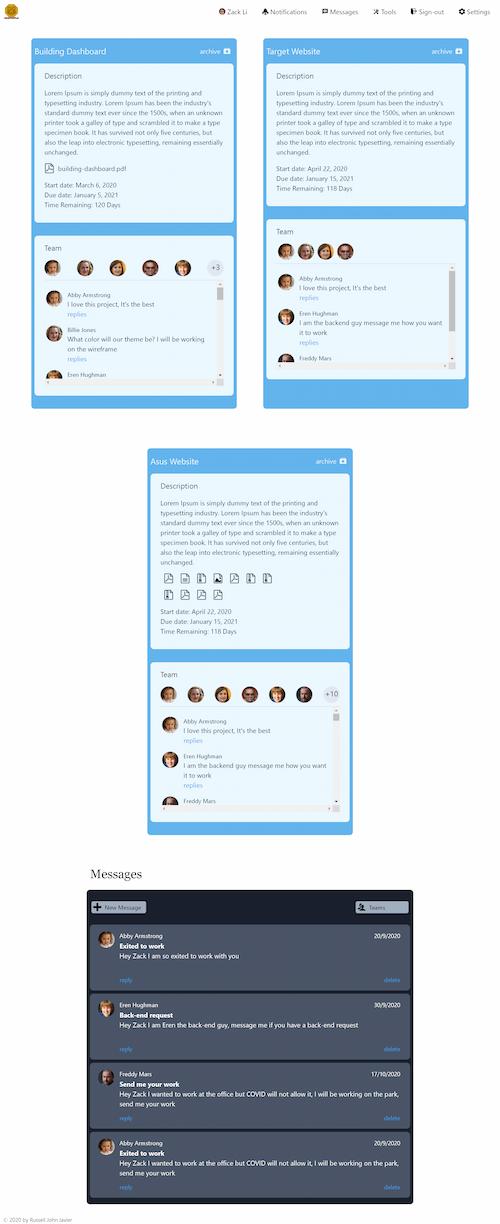 Zack Li Notifications Messages Tools Sign-out Settings
Building Dashboard archive
Description
Lorem Ipsum is simply dummy text of the printing and
typesetting industry. Lorem Ipsum has been the industry's
standard dummy text ever since the 1500s, when an unknown
printer took a galley of type and scrambled it to make a type
specimen book. It has survived not only five centuries, but
also the leap into electronic typesetting, remaining essentially
unchanged.
building-dashboard.pdf
Start date: March 6, 2020
Due date: January 5, 2021
Time Remaining: 120 Days
Team
+3
Abby Armstrong
I love this project, It's the best
replies
Billie Jones
What color will our theme be? I will be working
on the wireframe
replies
Eren Hughman
Target Website archive
Description
Lorem Ipsum is simply dummy text of the printing and
typesetting industry. Lorem Ipsum has been the industry's
standard dummy text ever since the 1500s, when an unknown
printer took a galley of type and scrambled it to make a type
specimen book. It has survived not only five centuries, but
also the leap into electronic typesetting, remaining essentially
unchanged.
Start date: April 22, 2020
Due date: January 15, 2021
Time Remaining: 118 Days
Team
Abby Armstrong
I love this project, It's the best
replies
Eren Hughman
I am the backend guy message me how you want
it to work
replies
Freddy Mars
Asus Website archive
Description
Lorem Ipsum is simply dummy text of the printing and
typesetting industry. Lorem Ipsum has been the industry's
standard dummy text ever since the 1500s, when an unknown
printer took a galley of type and scrambled it to make a type
specimen book. It has survived not only five centuries, but
also the leap into electronic typesetting, remaining essentially
unchanged.
Start date: April 22, 2020
Due date: January 15, 2021
Time Remaining: 118 Days
Team
+10
Abby Armstrong
I love this project, It's the best
replies
Eren Hughman
I am the backend guy message me how you want
it to work
replies
Freddy Mars
Messages
New Message Teams
Abby Armstrong 20/9/2020
Exited to work
Hey Zack I am so exited to work with you
reply delete
Eren Hughman 30/9/2020
Back-end request
Hey Zack I am Eren the back-end guy, message me if you have a back-end request
reply delete
Freddy Mars 17/10/2020
Send me your work
Hey Zack I wanted to work at the office but COVID will not allow it, I will be working on the park,
send me your work
reply delete
Abby Armstrong 20/9/2020
Exited to work
Hey Zack I wanted to work at the office but COVID will not allow it, I will be working on the park,
send me your work
reply delete
© 2020 by Russell John Javier